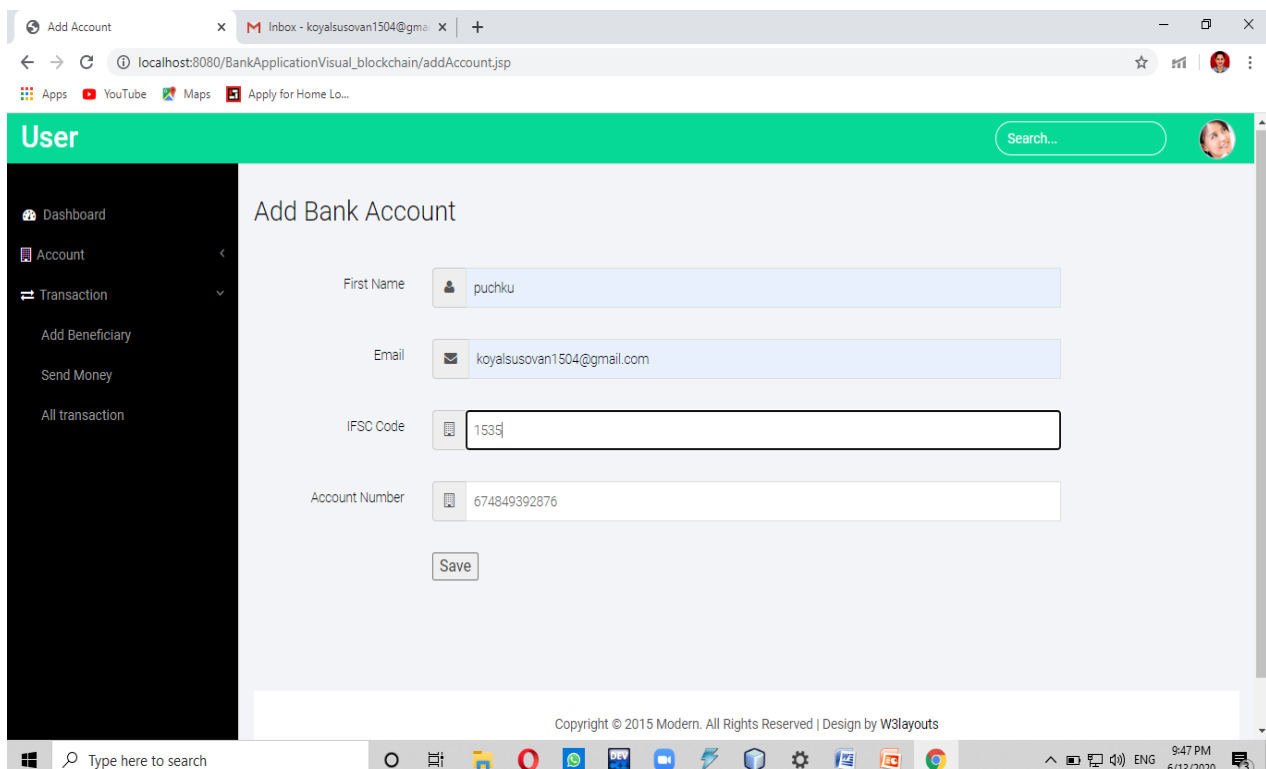 Add Account
Inbox - koyalsusovan1504@gma
localhost:8080/BankApplicationVisual_blockchain/addAccount.jsp
Apps YouTube Maps Apply for Home Lo...
User
Search...
Dashboard
Account
Transaction
Add Beneficiary
Send Money
All transaction
Add Bank Account
First Name puchku
Email koyalsusovan1504@gmail.com
IFSC Code 1535
Account Number 674849392876
Save
Copyright © 2015 Modern. All Rights Reserved | Design by W3layouts
Type here to search
DEV
ENG
9:47 PM